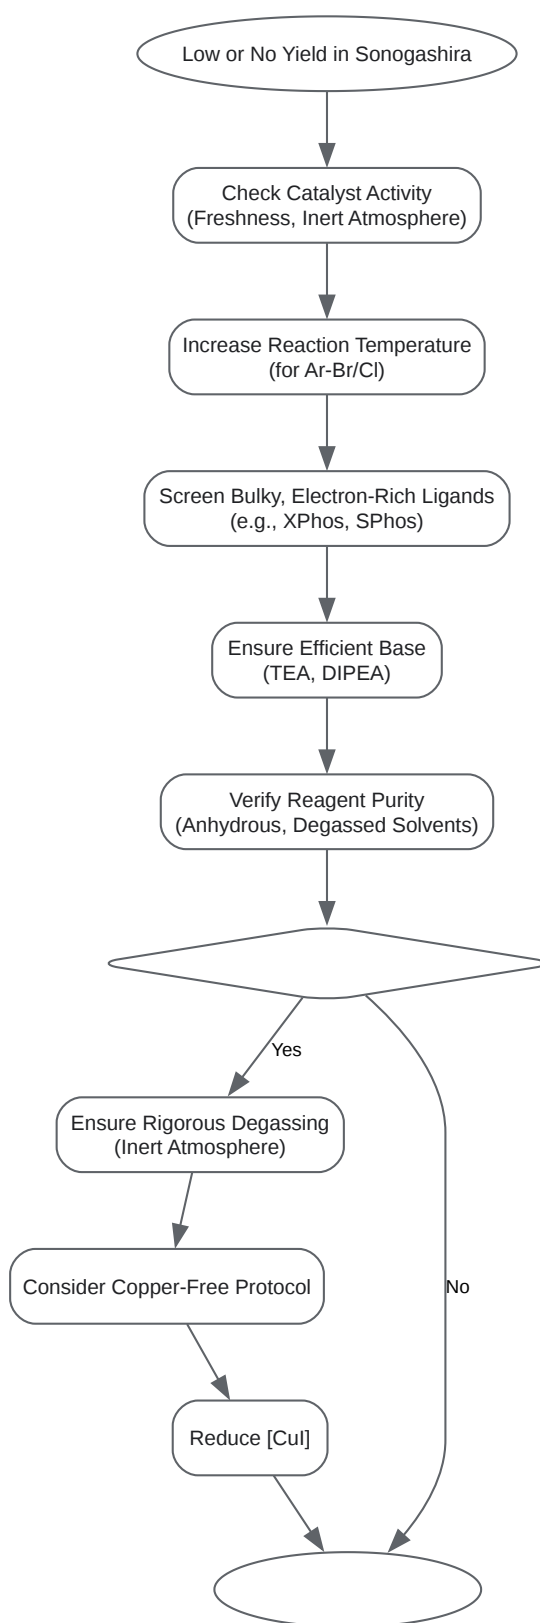 Low or No Yield in Sonogashira
Check Catalyst Activity
(Freshness, Inert Atmosphere)
Increase Reaction Temperature
(for Ar-Br/Cl)
Screen Bulky, Electron-Rich Ligands
(e.g., XPhos, SPhos)
Ensure Efficient Base
(TEA, DIPEA)
Verify Reagent Purity
(Anhydrous, Degassed Solvents)
Yes
Ensure Rigorous Degassing
(Inert Atmosphere)
Consider Copper-Free Protocol
No
Reduce [CuI]